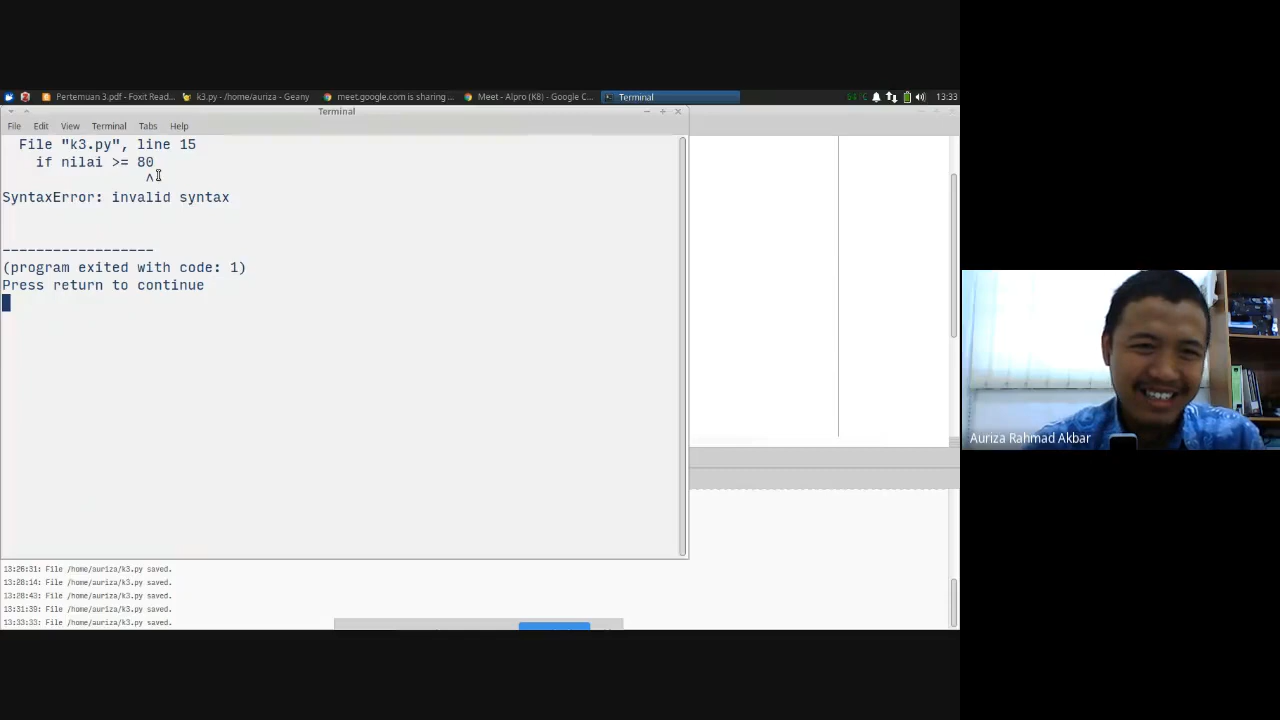 Pertemuan 3.pdf - Foxit Read... k3.py - /home/auriza - Geany meet.google.com is sharing ... Meet - Alpro (K8) - Google C... Terminal 54°C 13:33
Terminal
File Edit View Terminal Tabs Help
File "k3.py", line 15
if nilai >= 80
^
SyntaxError: invalid syntax
------------------
(program exited with code: 1)
Press return to continue
Auriza Rahmad Akbar
13:26:31: File /home/auriza/k3.py saved.
13:28:14: File /home/auriza/k3.py saved.
13:28:43: File /home/auriza/k3.py saved.
13:31:39: File /home/auriza/k3.py saved.
13:33:33: File /home/auriza/k3.py saved.